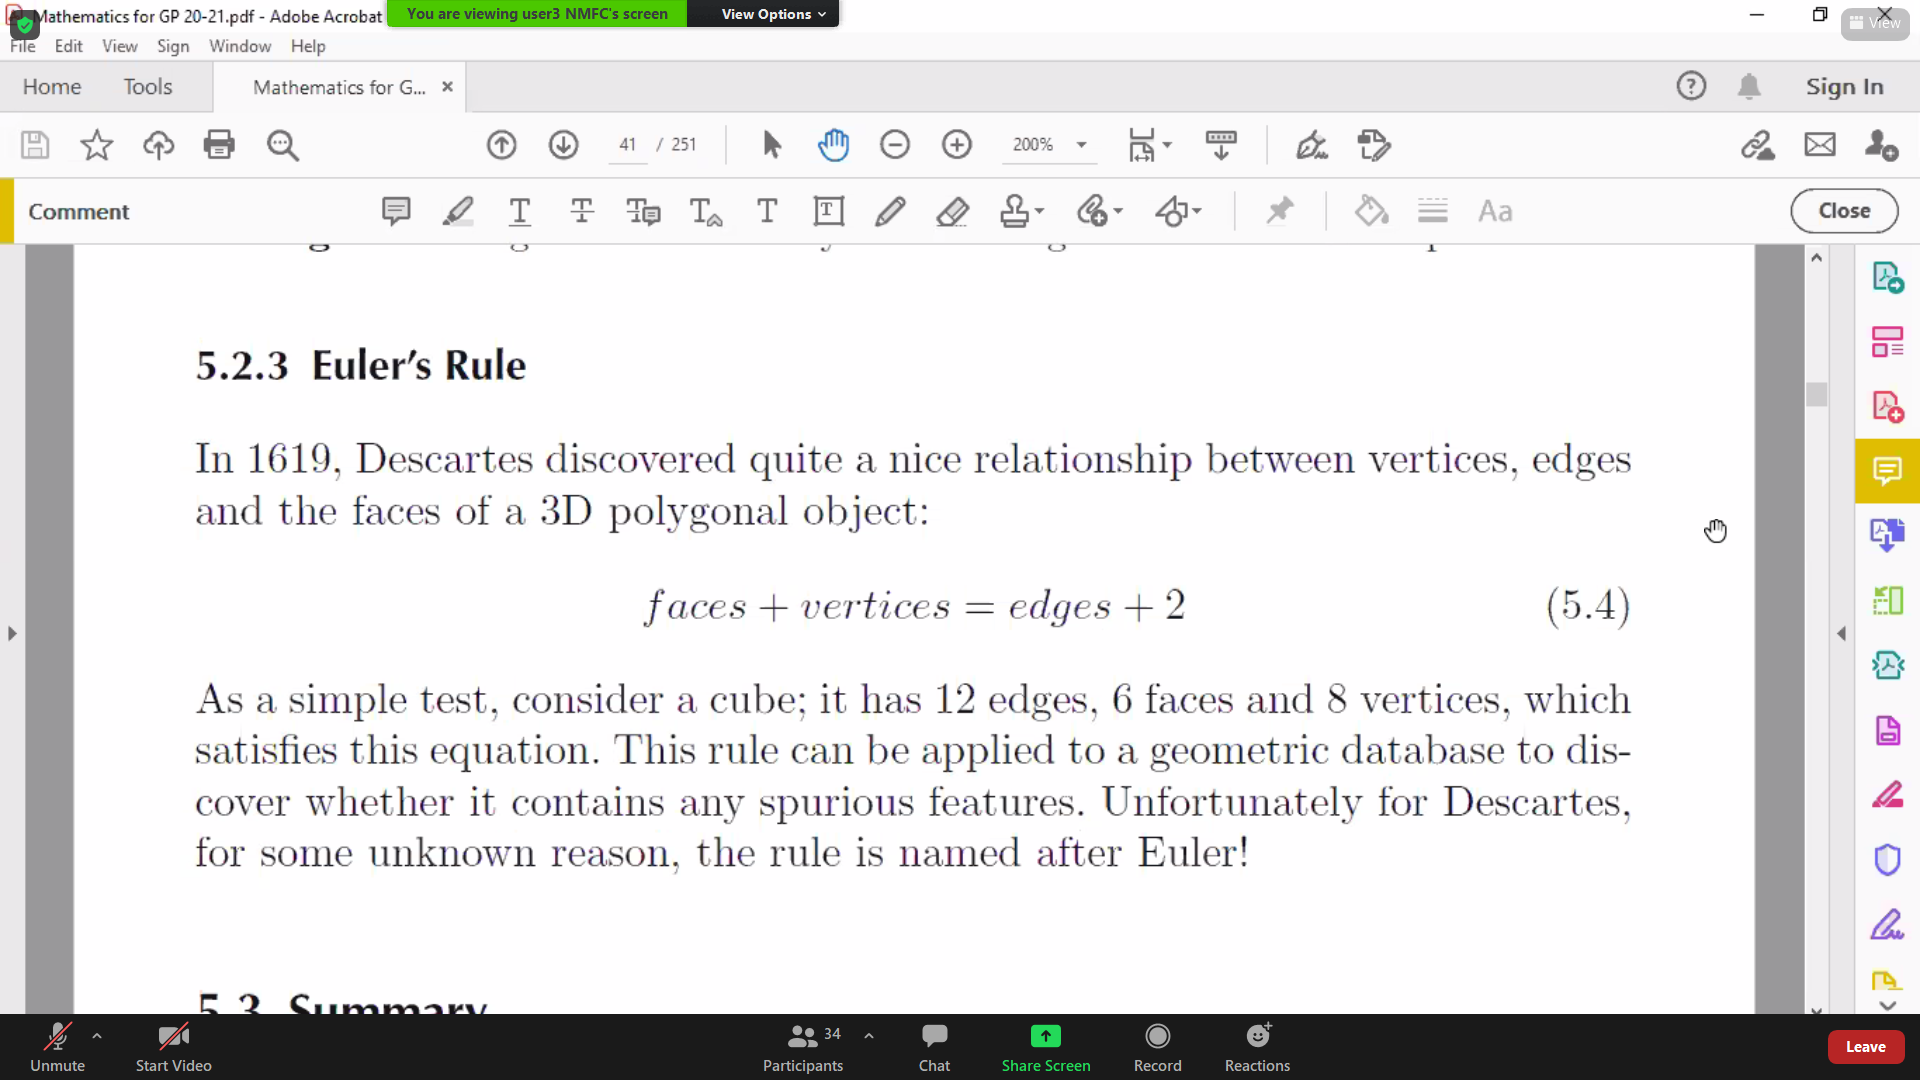 Mathematics for GP 20-21.pdf - Adobe Acrobat
You are viewing user3 NMFC's screen
View Options
View
File Edit View Sign Window Help
Home Tools Mathematics for G... ×
Sign In
41 / 251
200%
Comment
Aa
Close
5.2.3 Euler's Rule
In 1619, Descartes discovered quite a nice relationship between vertices, edges
and the faces of a 3D polygonal object:
faces + vertices = edges + 2 (5.4)
As a simple test, consider a cube; it has 12 edges, 6 faces and 8 vertices, which
satisfies this equation. This rule can be applied to a geometric database to dis-
cover whether it contains any spurious features. Unfortunately for Descartes,
for some unknown reason, the rule is named after Euler!
5.3 Summary
Unmute
Start Video
Participants 34
Chat
Share Screen
Record
Reactions
Leave